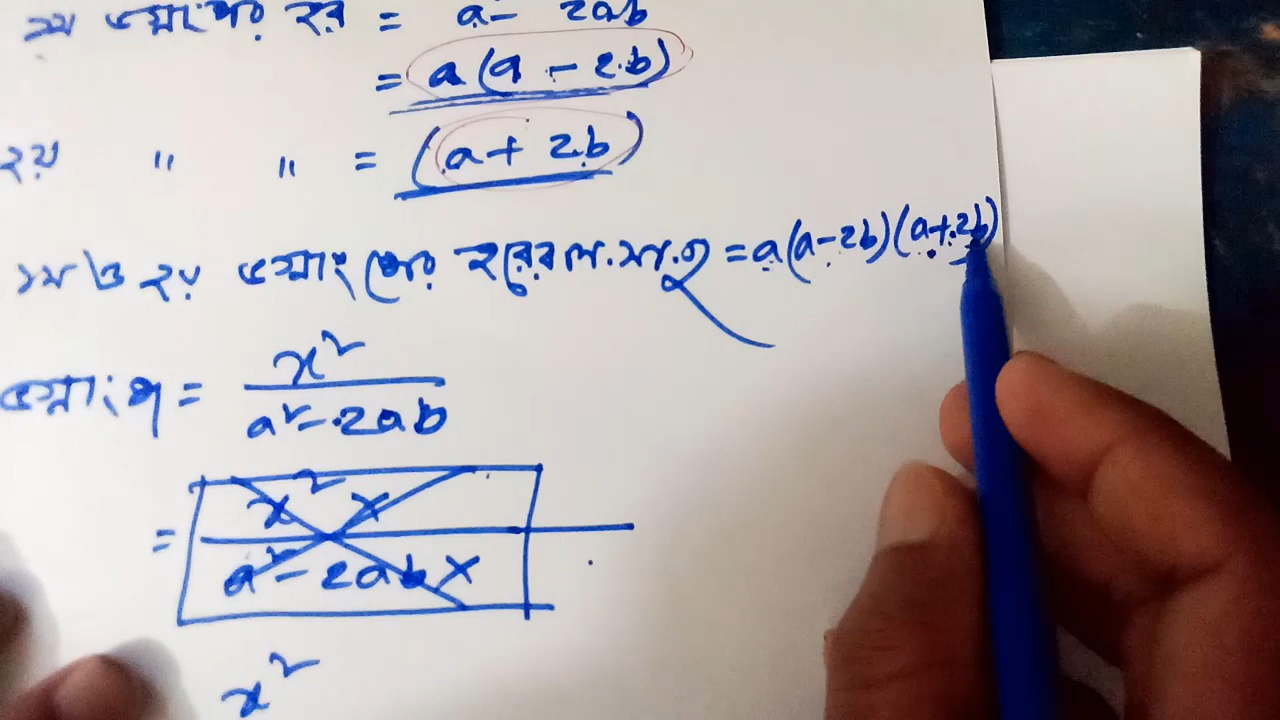 ১ম ভগ্নাংশের হর = a² - 2ab
= a(a - 2b)
২য় " " = (a + 2b)
১ম ও ২য় ভগ্নাংশের হরের ল.সা.গু = a(a-2b)(a+2b)
ভগ্নাংশ = x² / a² - 2ab
= x² × / a² - 2ab ×
x²